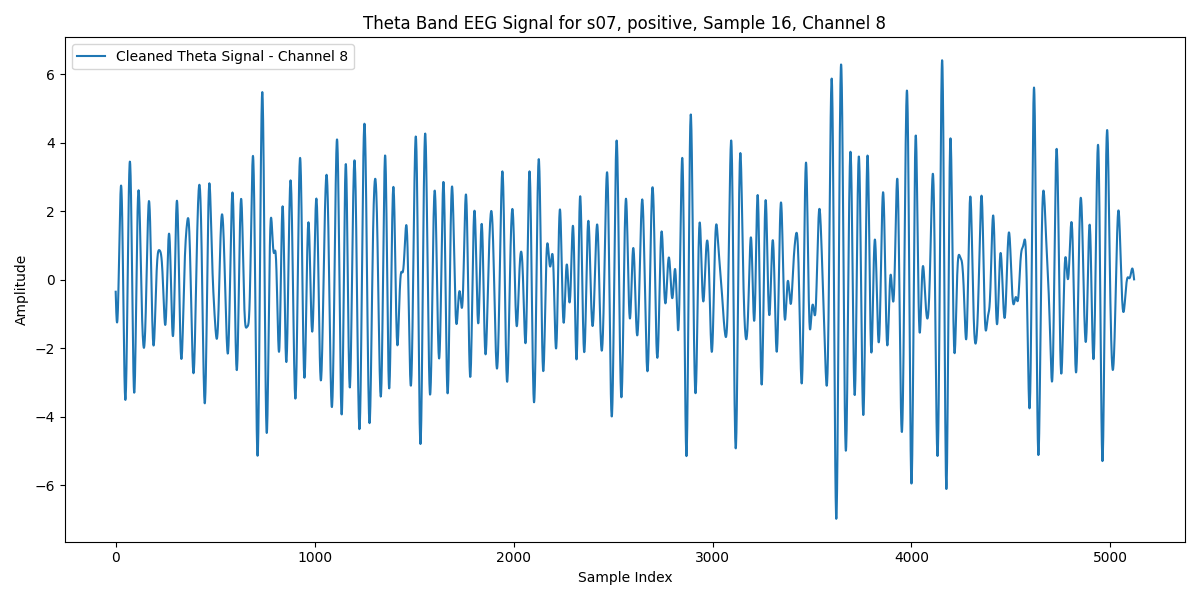 Theta Band EEG Signal for s07, positive, Sample 16, Channel 8
Cleaned Theta Signal - Channel 8
6
4
2
0
−2
−4
−6
Amplitude
0 1000 2000 3000 4000 5000
Sample Index